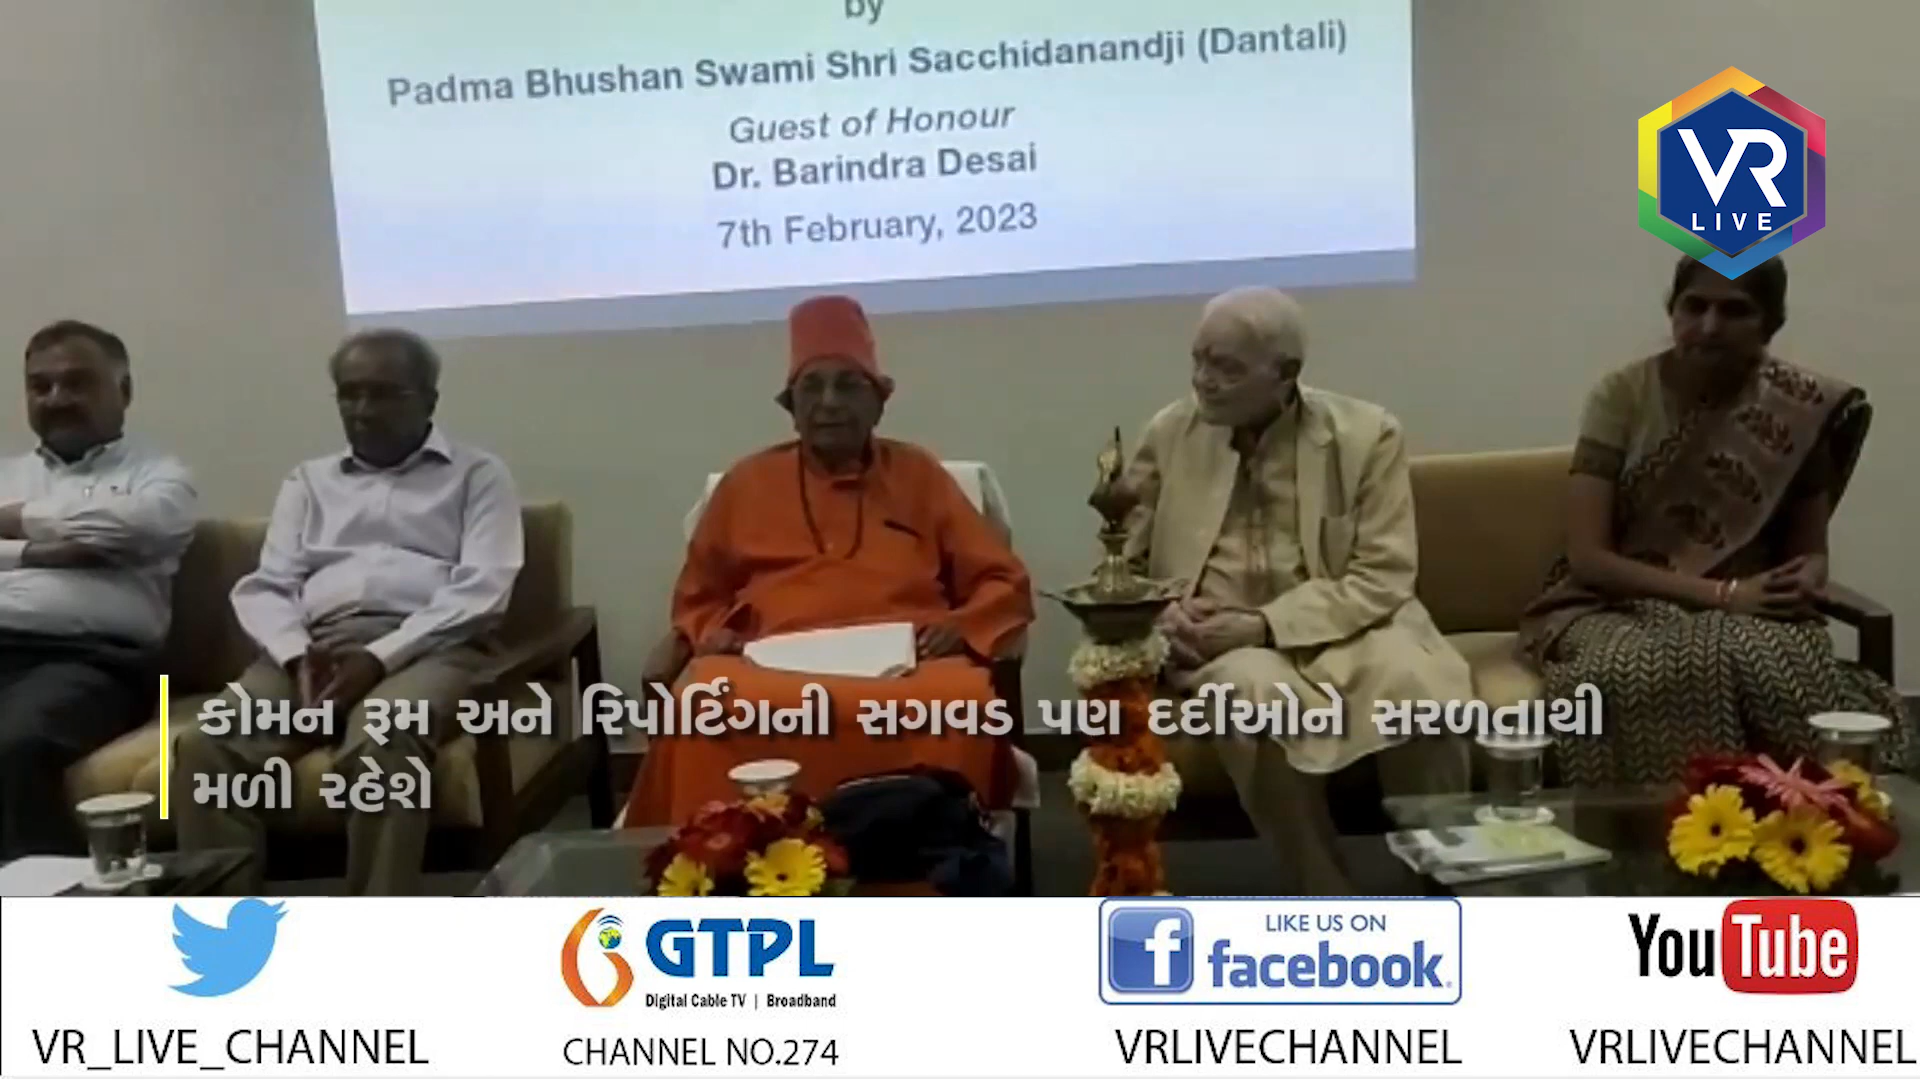 by
Padma Bhushan Swami Shri Sacchidanandji (Dantali)
Guest of Honour
Dr. Barindra Desai
7th February, 2023
VR
LIVE
કોમન રૂમ અને રિપોર્ટિંગની સગવડ પણ દર્દીઓને સરળતાથી
મળી રહેશે
GTPL
Digital Cable TV | Broadband
LIKE US ON
facebook
YouTube
VR_LIVE_CHANNEL
CHANNEL NO.274
VRLIVECHANNEL
VRLIVECHANNEL